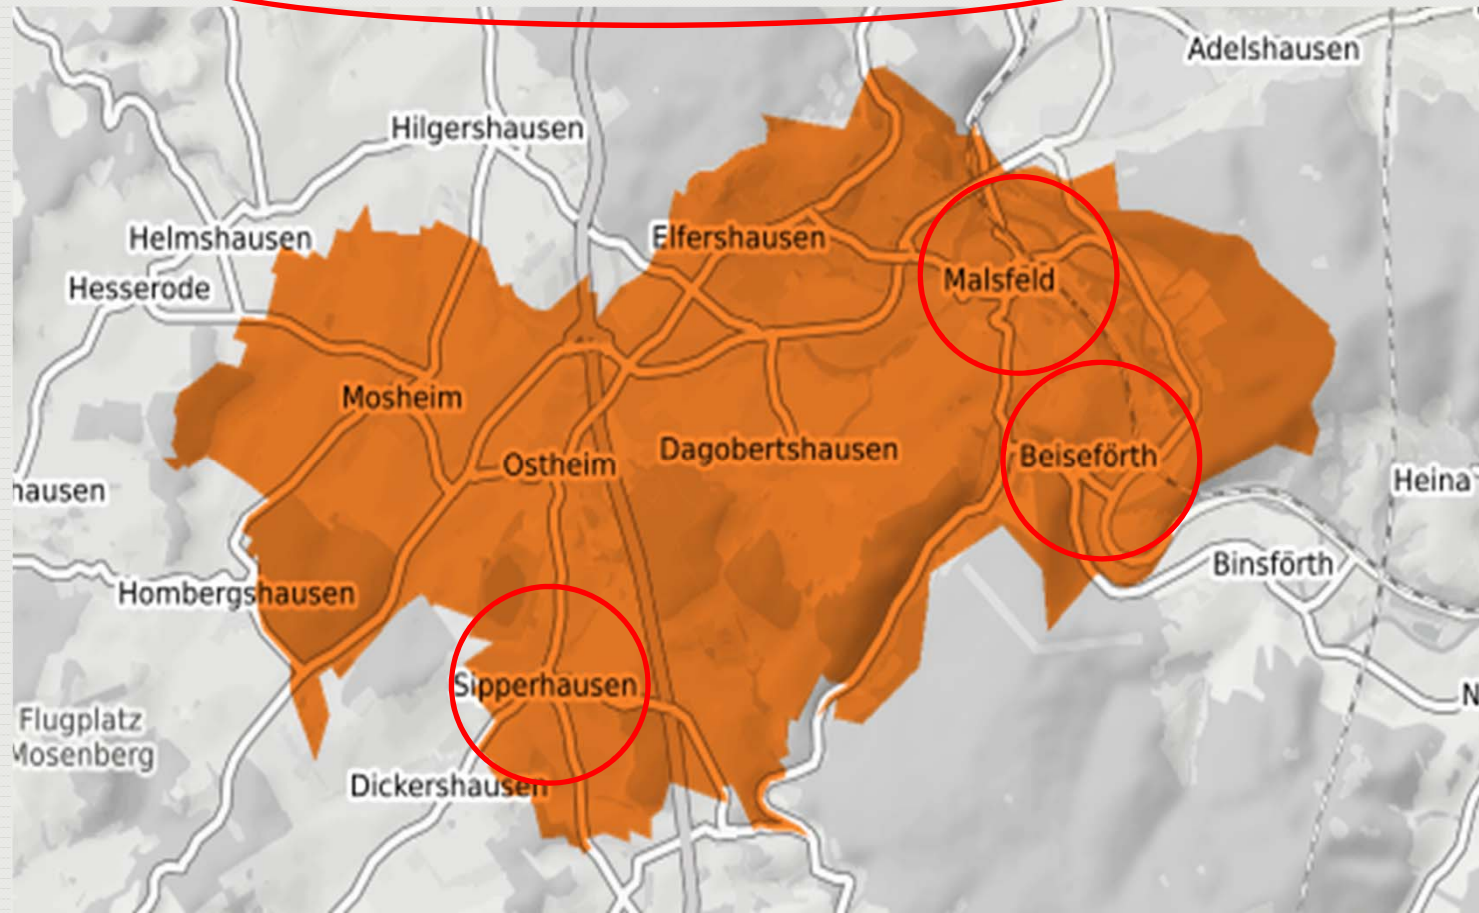 Adelshausen
Hilgershausen
Helmshausen
Elfershausen
Hesserode
Malsfeld
Mosheim
Ostheim
Dagobertshausen
Beiseförth
hausen
Heina
Binsförth
Hombergshausen
Sipperhausen
N
Flugplatz
Mosenberg
Dickershausen